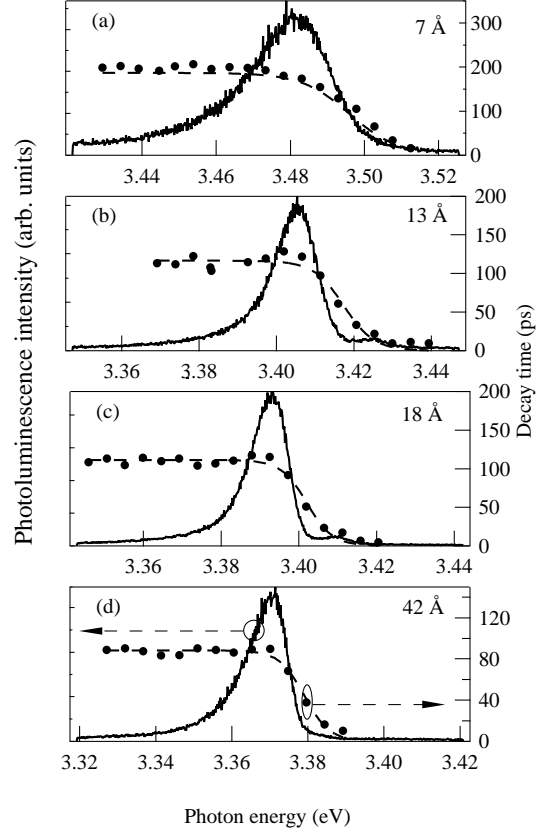 Photoluminescence intensity (arb. units)
Decay time (ps)
(a)
7 Å
300
200
100
0
3.44 3.46 3.48 3.50 3.52
(b)
13 Å
200
150
100
50
0
3.36 3.38 3.40 3.42 3.44
(c)
18 Å
200
150
100
50
0
3.36 3.38 3.40 3.42 3.44
(d)
42 Å
120
80
40
0
3.32 3.34 3.36 3.38 3.40 3.42
Photon energy (eV)